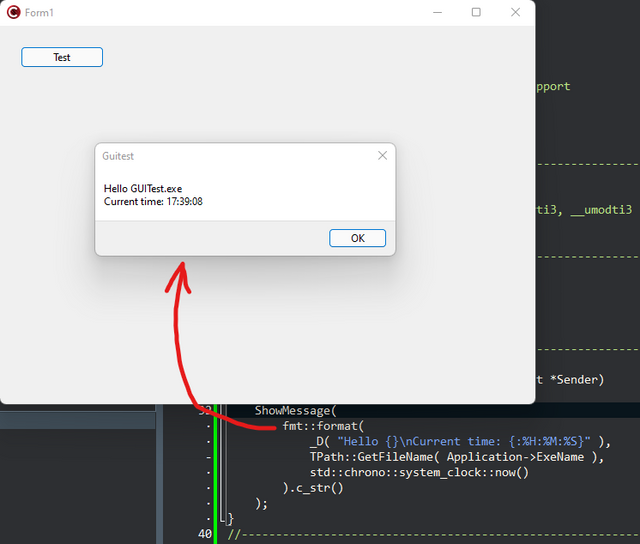 Form1
Test
pport
Guitest
Hello GUITest.exe
Current time: 17:39:08
OK
ti3, __umodti3
t *Sender)
ShowMessage(
fmt::format(
_D( "Hello {}\nCurrent time: {:%H:%M:%S}" ),
TPath::GetFileName( Application->ExeName ),
std::chrono::system_clock::now()
).c_str()
);
}
40 //--------------------------------------------------------